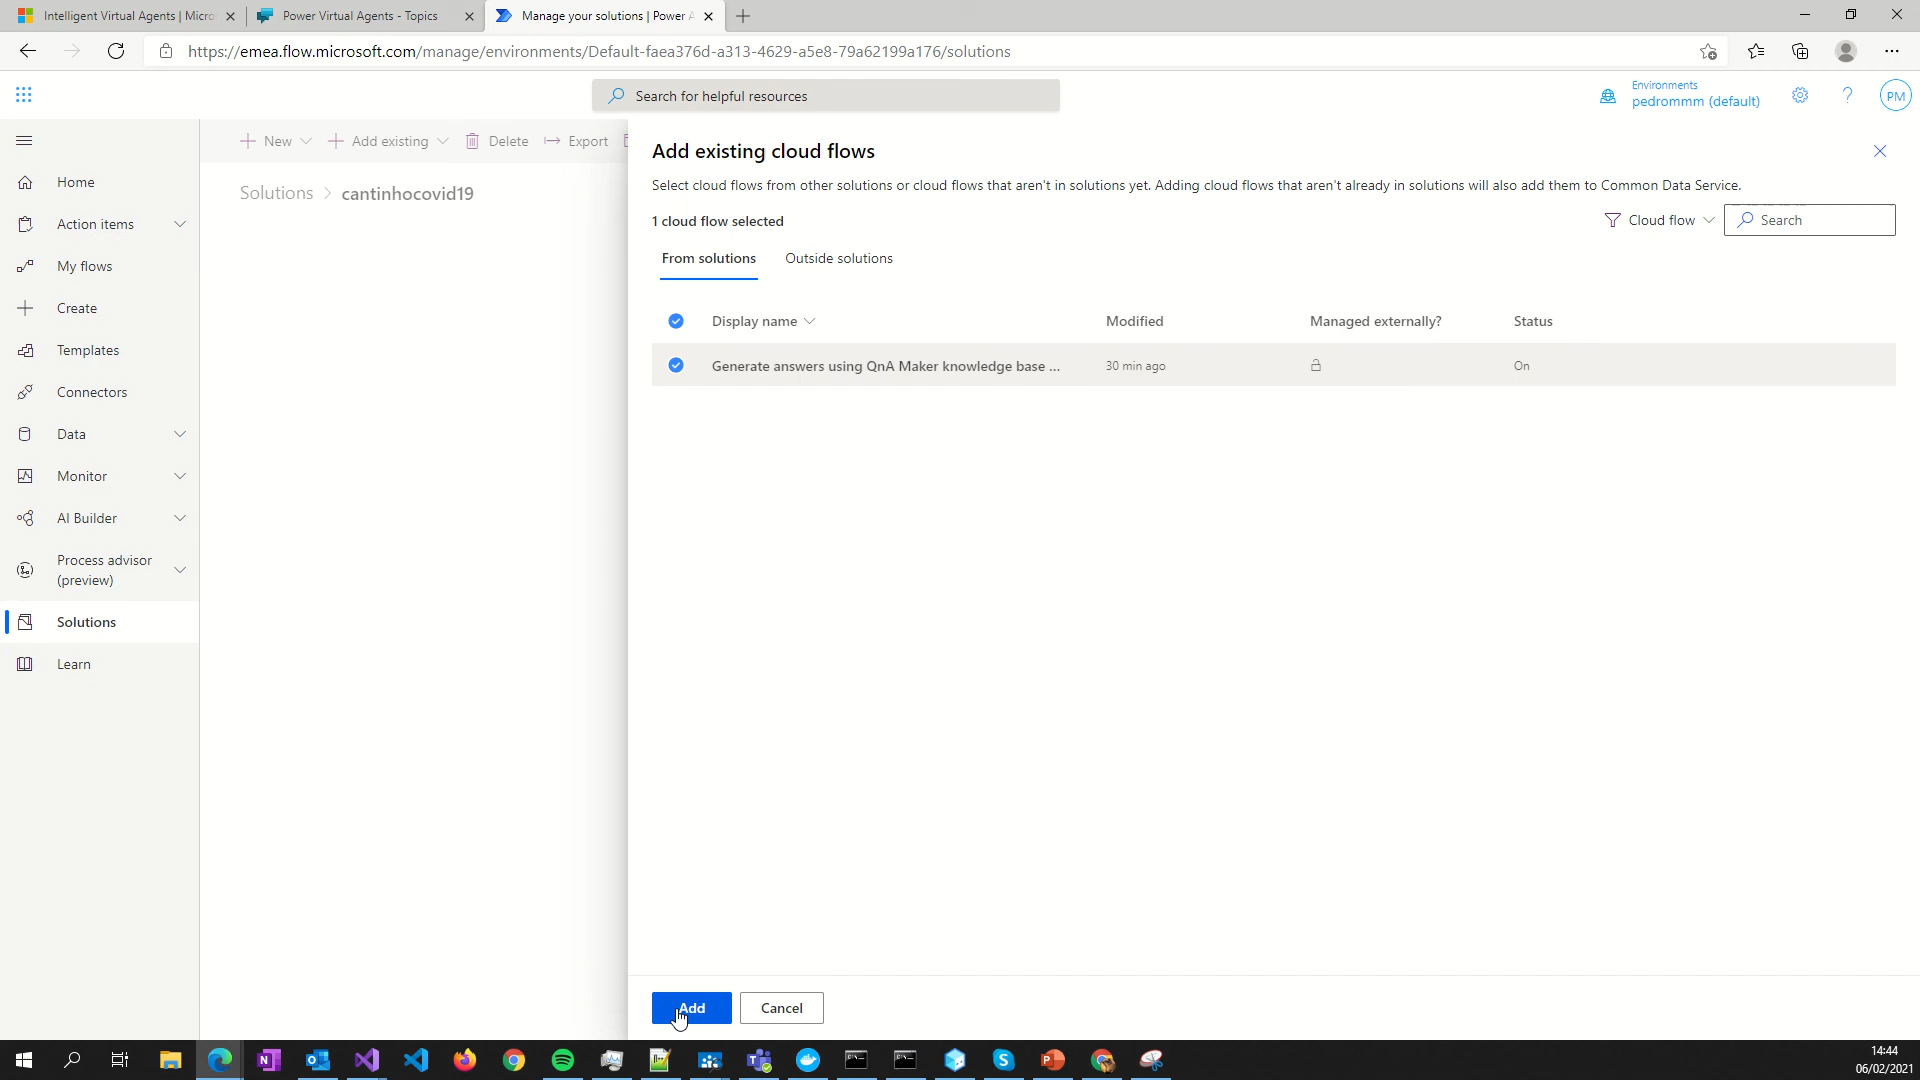 Intelligent Virtual Agents | Micro
Power Virtual Agents - Topics
Manage your solutions | Power A
https://emea.flow.microsoft.com/manage/environments/Default-faea376d-a313-4629-a5e8-79a62199a176/solutions
Search for helpful resources
Environments
pedrommm (default)
PM
Home
Action items
My flows
Create
Templates
Connectors
Data
Monitor
AI Builder
Process advisor
(preview)
Solutions
Learn
New
Add existing
Delete
Export
Solutions > cantinhocovid19
Add existing cloud flows
Select cloud flows from other solutions or cloud flows that aren't in solutions yet. Adding cloud flows that aren't already in solutions will also add them to Common Data Service.
1 cloud flow selected
Cloud flow
Search
From solutions
Outside solutions
Display name
Modified
Managed externally?
Status
Generate answers using QnA Maker knowledge base ...
30 min ago
On
Add
Cancel
14:44
06/02/2021